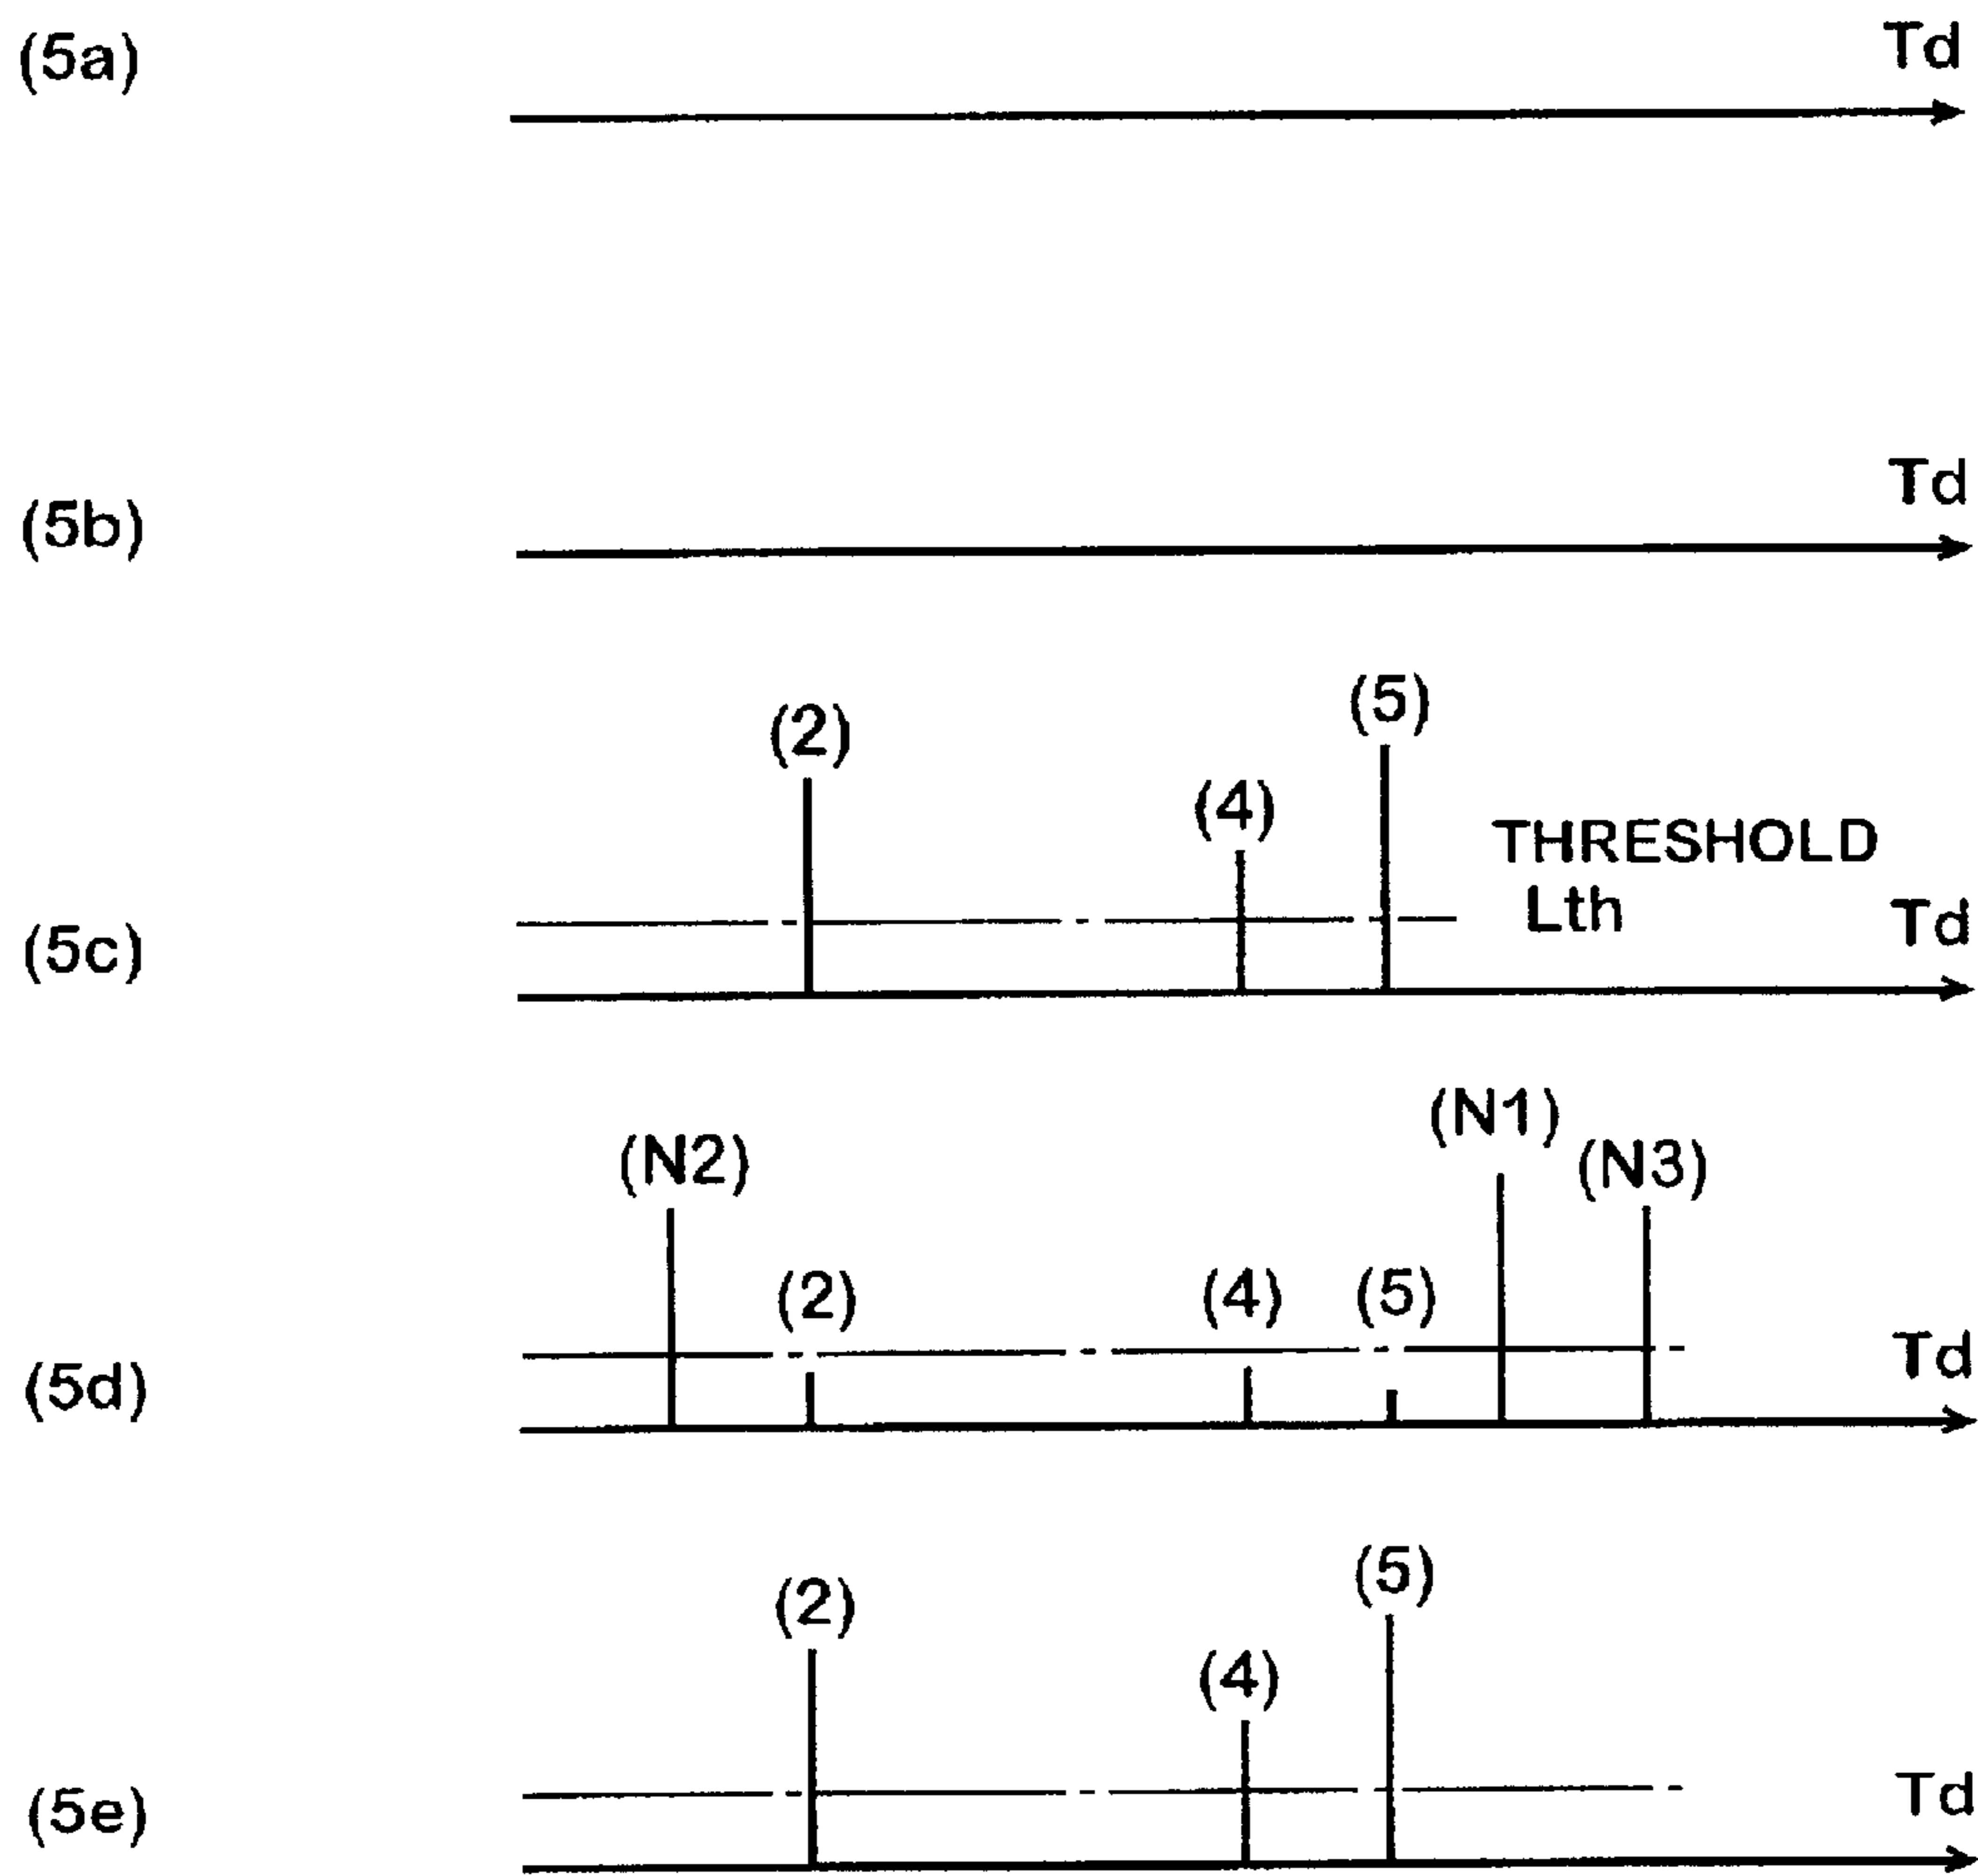 (5a)
Td
(5b)
Td
(5)
(2)
(4)
THRESHOLD
Lth
Td
(5c)
(N1)
(N2)
(N3)
(2)
(4)
(5)
Td
(5d)
(5)
(2)
(4)
Td
(5e)